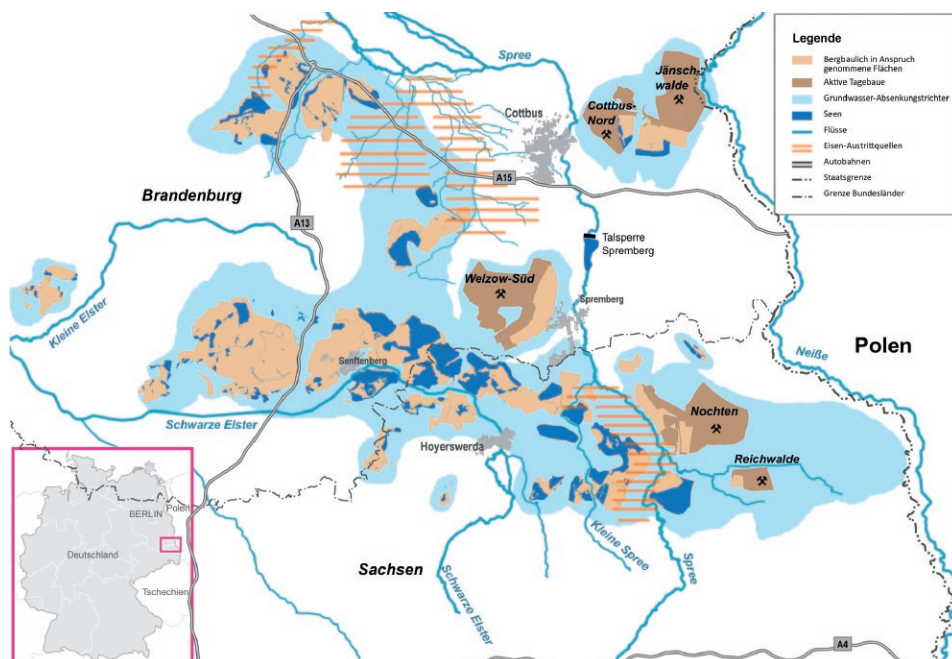 Legende
Bergbaulich in Anspruch
genommene Flächen
Aktive Tagebaue
Grundwasser-Absenkungstrichter
Seen
Flüsse
Eisen-Austrittquellen
Autobahnen
Staatsgrenze
Grenze Bundesländer
Spree
Jänsch-
walde
Cottbus-
Nord
Cottbus
A15
Brandenburg
A13
Talsperre
Spremberg
Welzow-Süd
Spremberg
Kleine Elster
Neiße
Polen
Senftenberg
Schwarze Elster
Nochten
Hoyerswerda
Reichwalde
Kleine Spree
Spree
Sachsen
Schwarze Elster
A4
BERLIN
Polen
Deutschland
Tschechien